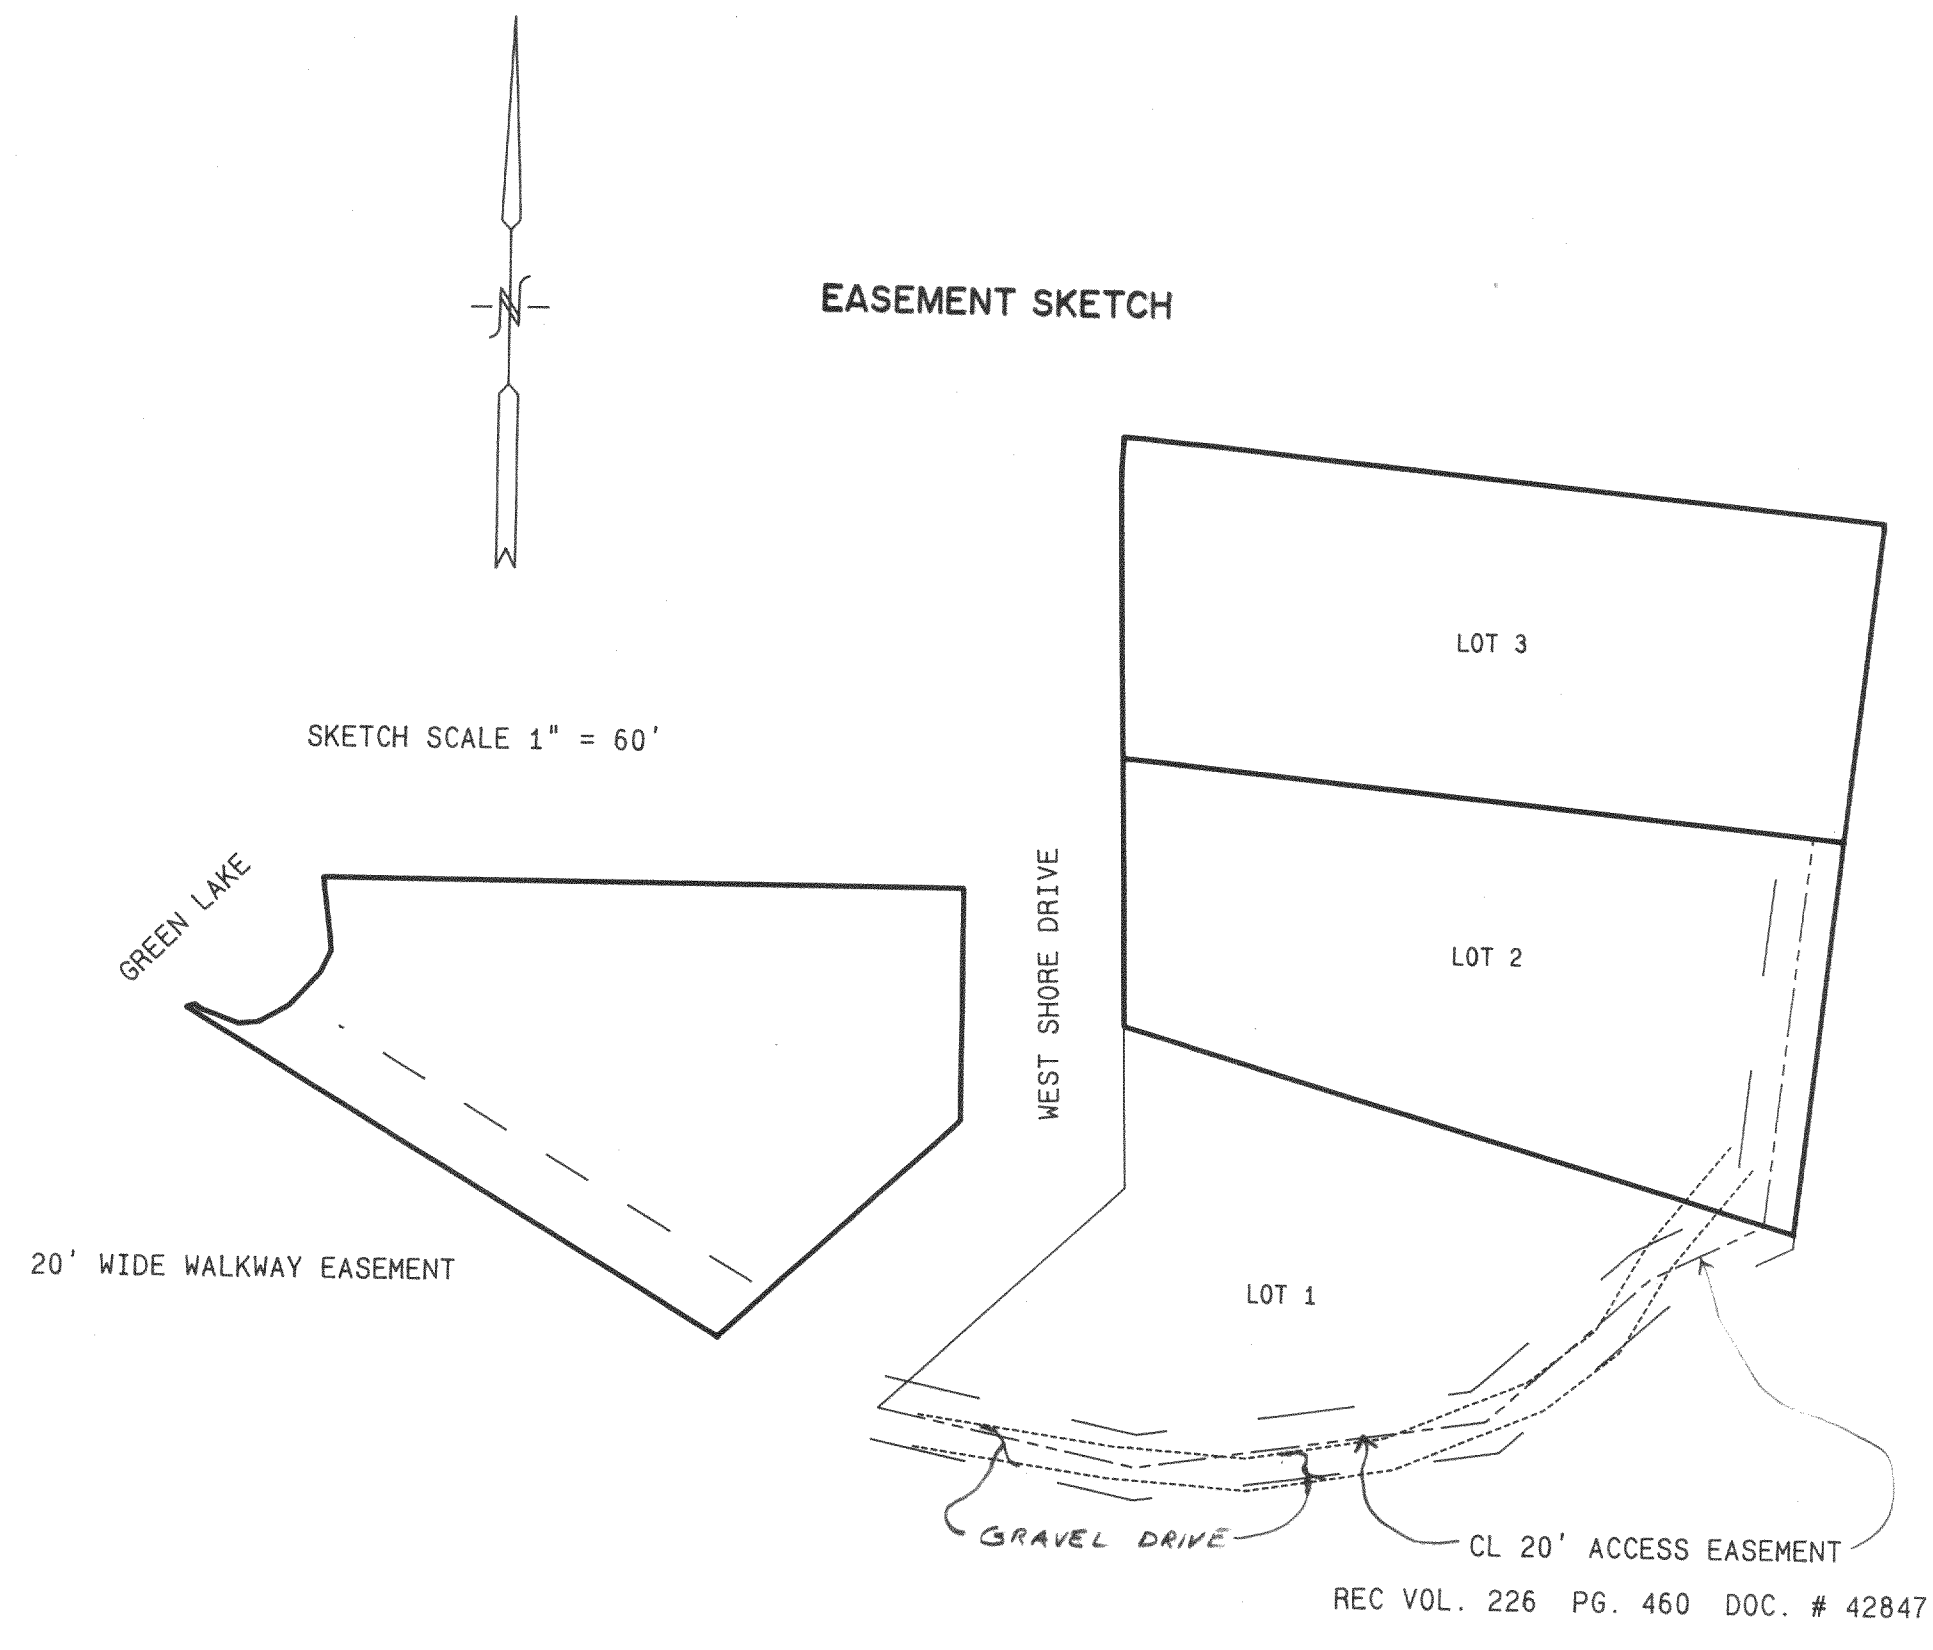 N
EASEMENT SKETCH
LOT 3
SKETCH SCALE 1" = 60'
GREEN LAKE
WEST SHORE DRIVE
LOT 2
20' WIDE WALKWAY EASEMENT
LOT 1
GRAVEL DRIVE
CL 20' ACCESS EASEMENT
REC VOL. 226 PG. 460 DOC. # 42847